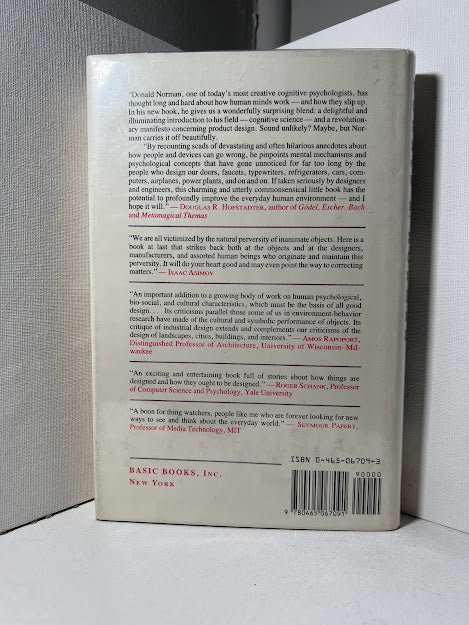 "Donald Norman, one of today's most creative cognitive psychologists, has
thought long and hard about how human minds work — and how they slip up.
In his new book, he gives us a wonderfully surprising blend: a delightful and
illuminating introduction to his field — cognitive science — and a revolution-
ary manifesto concerning product design. Sound unlikely? Maybe, but Nor-
man carries it off beautifully.
"By recounting scads of devastating and often hilarious anecdotes about
how people and devices can go wrong, he pinpoints mental mechanisms and
psychological concepts that have gone unnoticed for far too long by the
people who design our doors, faucets, typewriters, refrigerators, cars, com-
puters, airplanes, power plants, and on and on. If taken seriously by designers
and engineers, this charming and utterly commonsensical little book has the
potential to profoundly improve the everyday human environment — and I
hope it will." — DOUGLAS R. HOFSTADTER, author of Gödel, Escher, Bach
and Metamagical Themas
"We are all victimized by the natural perversity of inanimate objects. Here is a
book at last that strikes back both at the objects and at the designers,
manufacturers, and assorted human beings who originate and maintain this
perversity. It will do your heart good and may even point the way to correcting
matters." — ISAAC ASIMOV
"An important addition to a growing body of work on human psychological,
bio-social, and cultural characteristics, which must be the basis of all good
design. . . . Its criticisms parallel those some of us in environment-behavior
research have made of the cultural and symbolic performance of objects. Its
critique of industrial design extends and complements our criticisms of the
design of landscapes, cities, buildings, and interiors." — AMOS RAPOPORT,
Distinguished Professor of Architecture, University of Wisconsin–Mil-
waukee
"An exciting and entertaining book full of stories about how things are
designed and how they ought to be designed." — ROGER SCHANK, Professor
of Computer Science and Psychology, Yale University
"A boon for thing watchers, people like me who are forever looking for new
ways to see and think about the everyday world." — SEYMOUR PAPERT,
Professor of Media Technology, MIT
ISBN 0-465-06709-3
90000
9 780465 067091
BASIC BOOKS, INC.
NEW YORK